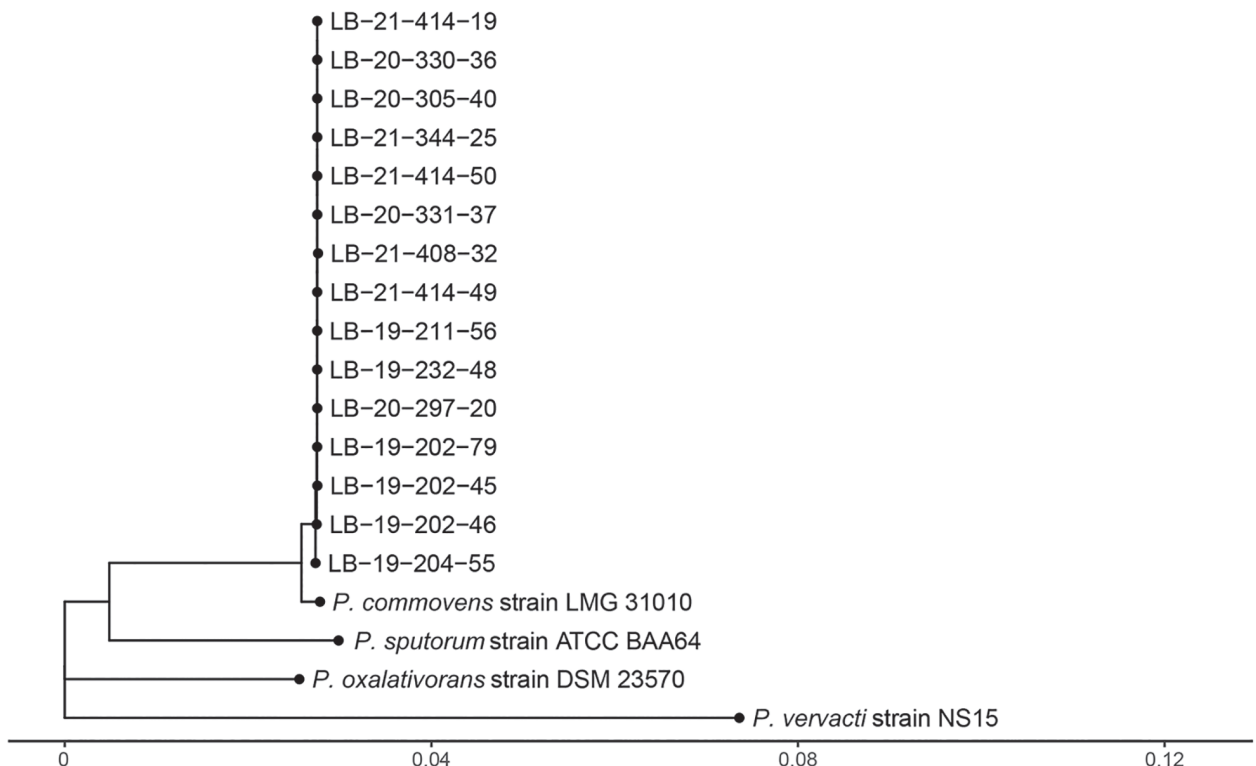 LB−21−414−19
LB−20−330−36
LB−20−305−40
LB−21−344−25
LB−21−414−50
LB−20−331−37
LB−21−408−32
LB−21−414−49
LB−19−211−56
LB−19−232−48
LB−20−297−20
LB−19−202−79
LB−19−202−45
LB−19−202−46
LB−19−204−55
P. commovens strain LMG 31010
P. sputorum strain ATCC BAA64
P. oxalativorans strain DSM 23570
P. vervacti strain NS15
0 0.04 0.08 0.12